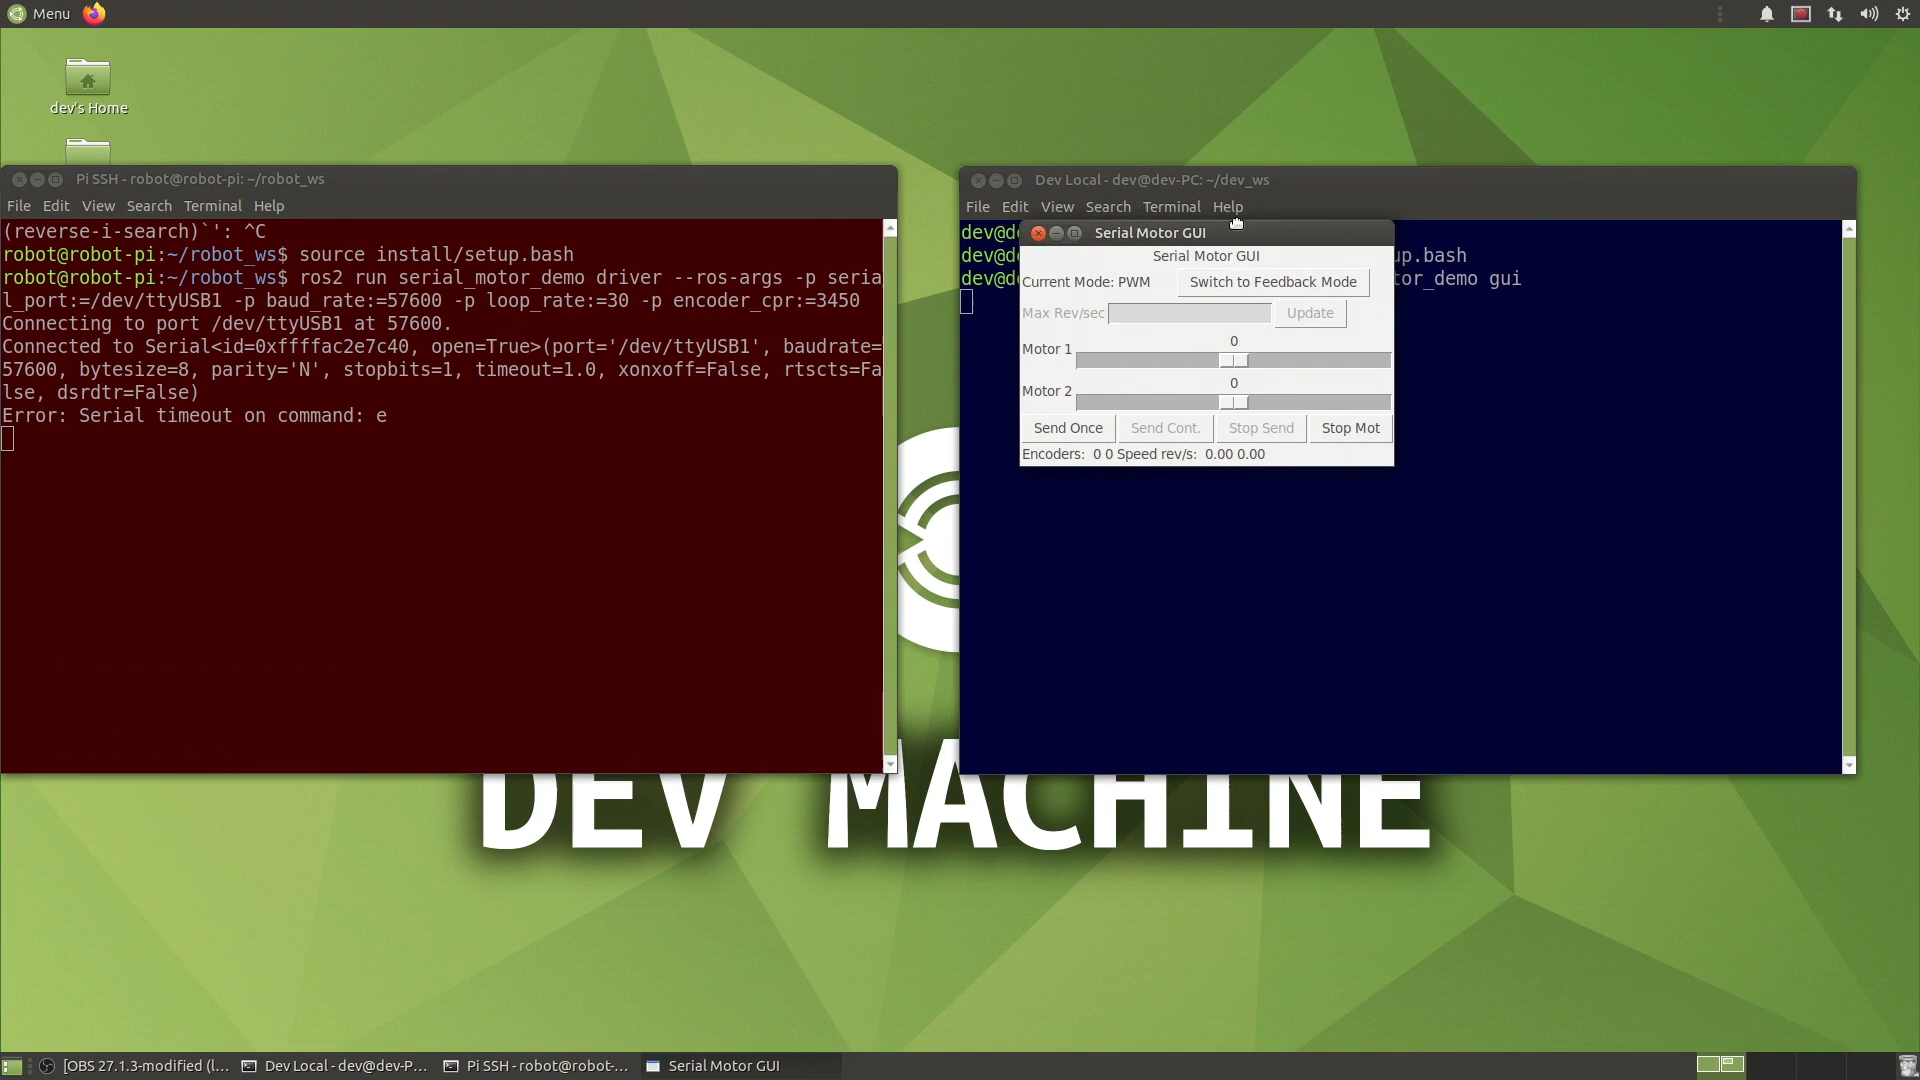 Menu
dev's Home
Pi SSH - robot@robot-pi: ~/robot_ws
File Edit View Search Terminal Help
(reverse-i-search)`': ^C
robot@robot-pi:~/robot_ws$ source install/setup.bash
robot@robot-pi:~/robot_ws$ ros2 run serial_motor_demo driver --ros-args -p seria
l_port:=/dev/ttyUSB1 -p baud_rate:=57600 -p loop_rate:=30 -p encoder_cpr:=3450
Connecting to port /dev/ttyUSB1 at 57600.
Connected to Serial<id=0xffffac2e7c40, open=True>(port='/dev/ttyUSB1', baudrate=
57600, bytesize=8, parity='N', stopbits=1, timeout=1.0, xonxoff=False, rtscts=Fa
lse, dsrdtr=False)
Error: Serial timeout on command: e
Dev Local - dev@dev-PC: ~/dev_ws
File Edit View Search Terminal Help
dev@d
dev@d up.bash
dev@d tor_demo gui
Serial Motor GUI
Serial Motor GUI
Current Mode: PWM Switch to Feedback Mode
Max Rev/sec Update
0
Motor 1
0
Motor 2
Send Once Send Cont. Stop Send Stop Mot
Encoders: 0 0 Speed rev/s: 0.00 0.00
DEV MACHINE
[OBS 27.1.3-modified (l... Dev Local - dev@dev-P... Pi SSH - robot@robot-... Serial Motor GUI